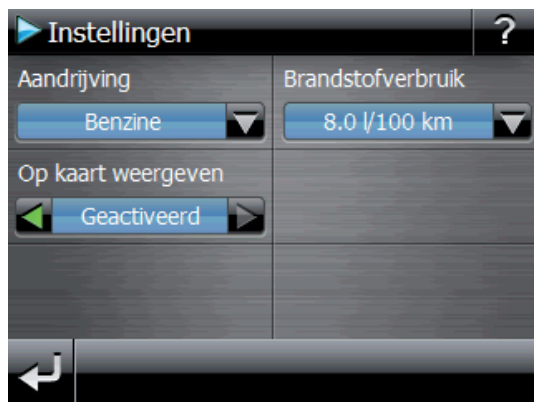 Instellingen
?
Aandrijving
Brandstofverbruik
Benzine
8.0 l/100 km
Op kaart weergeven
Geactiveerd